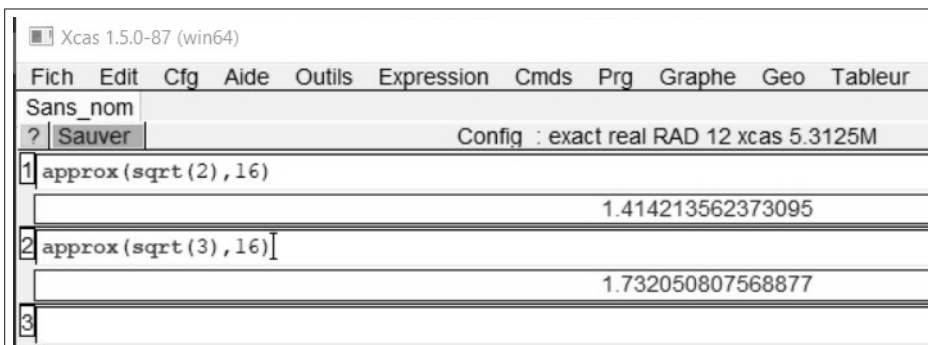 Xcas 1.5.0-87 (win64)
Fich Edit Cfg Aide Outils Expression Cmds Prg Graphe Geo Tableur
Sans_nom
? Sauver Config : exact real RAD 12 xcas 5.3125M
1 approx(sqrt(2),16)
1.414213562373095
2 approx(sqrt(3),16)
1.732050807568877
3